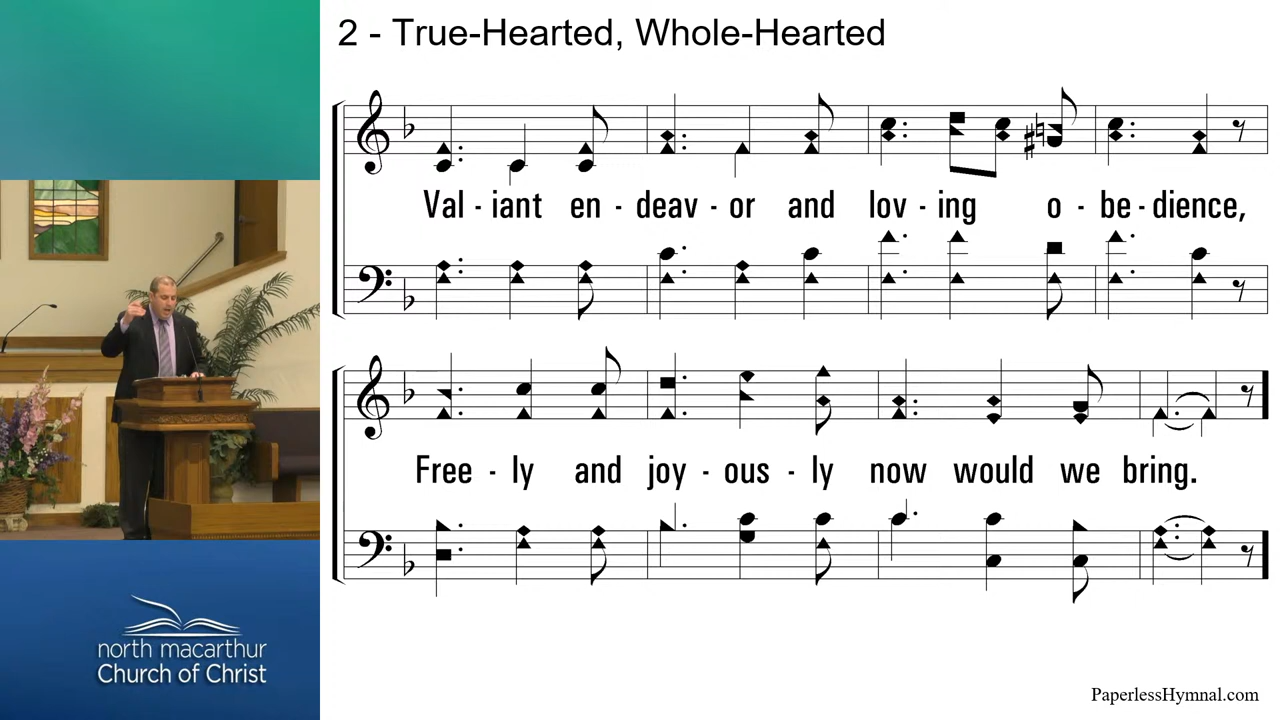 2 - True-Hearted, Whole-Hearted
Val - iant en - deav - or and lov - ing o - be - dience,
Free - ly and joy - ous - ly now would we bring.
north macarthur
Church of Christ
PaperlessHymnal.com